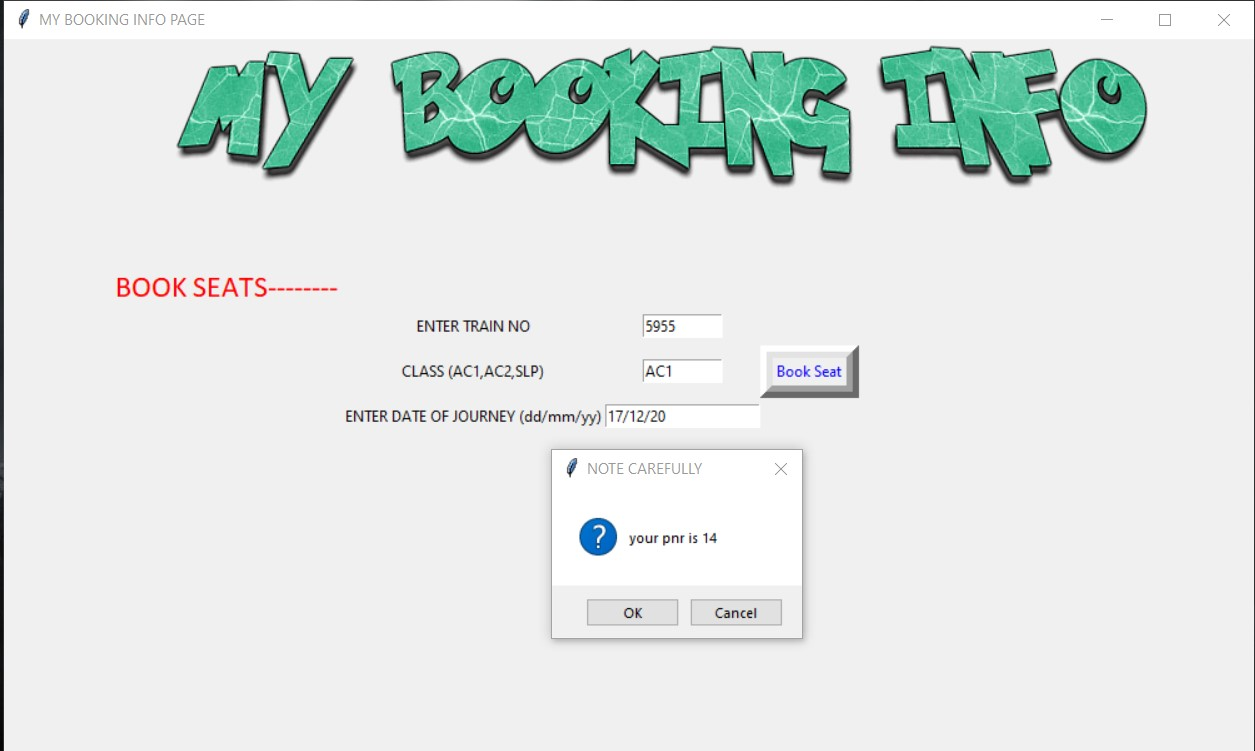 MY BOOKING INFO PAGE
MY BOOKING INFO
BOOK SEATS--------
ENTER TRAIN NO 5955
CLASS (AC1,AC2,SLP) AC1 Book Seat
ENTER DATE OF JOURNEY (dd/mm/yy) 17/12/20
NOTE CAREFULLY
? your pnr is 14
OK Cancel